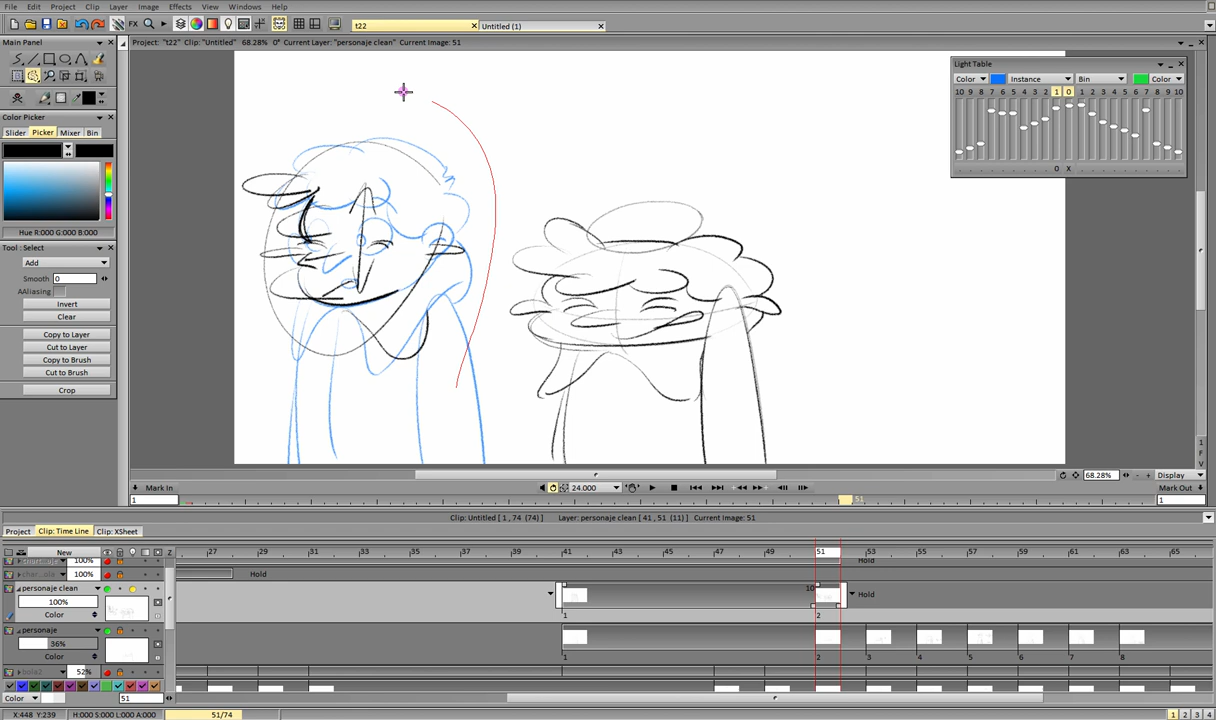 File Edit Project Clip Layer Image Effects View Windows Help
FX t22 × Untitled (1) ×
Main Panel
Project: "t22" Clip: "Untitled" 68.28% 0° Current Layer: "personaje clean" Current Image: 51
Light Table
Color Instance Bin Color
10 9 8 7 6 5 4 3 2 1 0 1 2 3 4 5 6 7 8 9 10
0 X
Color Picker
Slider Picker Mixer Bin
Hue R:000 G:000 B:000
Tool : Select
Add
Smooth 0
AAliasing
Invert
Clear
Copy to Layer
Cut to Layer
Copy to Brush
Cut to Brush
Crop
1
F
V
68.28% Display
Mark In 24.000 Mark Out
1 51 1
Clip: Untitled [ 1 , 74 (74) ] Layer: personaje clean [ 41 , 51 (11) ] Current Image: 51
Project Clip: Time Line Clip: XSheet
New Z 27 29 31 33 35 37 39 41 43 45 47 49 51 53 55 57 59 61 63 65
100% Hold
100% Hold
personaje clean
100% 10 Hold
Color 1 2
personaje
36%
Color 1 2 3 4 5 6 7 8
52%
Color 51
X:448 Y:239 H:000 S:000 L:000 A:000 51/74 1 2 3 4